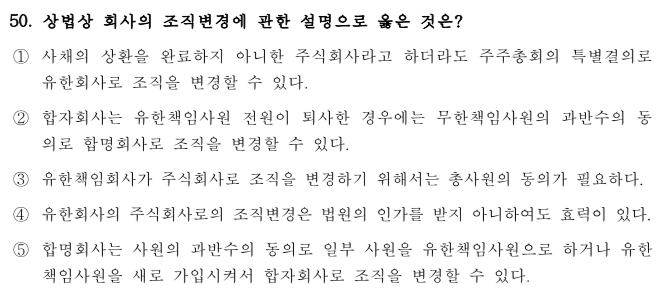 50. 상법상 회사의 조직변경에 관한 설명으로 옳은 것은?
① 사채의 상환을 완료하지 아니한 주식회사라고 하더라도 주주총회의 특별결의로
유한회사로 조직을 변경할 수 있다.
② 합자회사는 유한책임사원 전원이 퇴사한 경우에는 무한책임사원의 과반수의 동
의로 합명회사로 조직을 변경할 수 있다.
③ 유한책임회사가 주식회사로 조직을 변경하기 위해서는 총사원의 동의가 필요하다.
④ 유한회사의 주식회사로의 조직변경은 법원의 인가를 받지 아니하여도 효력이 있다.
⑤ 합명회사는 사원의 과반수의 동의로 일부 사원을 유한책임사원으로 하거나 유한
책임사원을 새로 가입시켜서 합자회사로 조직을 변경할 수 있다.